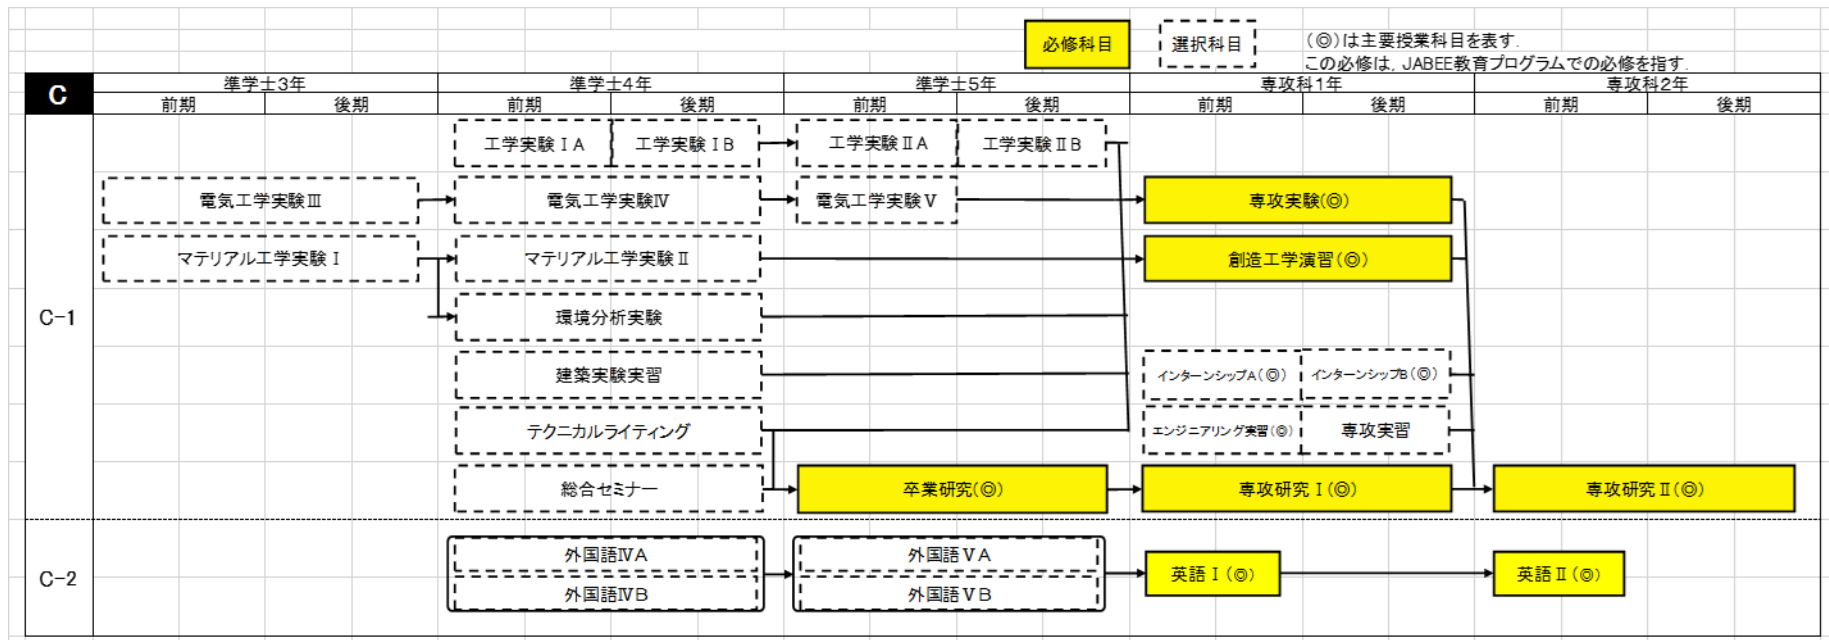 必修科目
選択科目
(◎)は主要授業科目を表す.
この必修は, JABEE教育プログラムでの必修を指す.
C
準学士3年
準学士4年
準学士5年
専攻科1年
専攻科2年
前期
後期
前期
後期
前期
後期
前期
後期
前期
後期
C-1
工学実験ⅠA
工学実験ⅠB
工学実験ⅡA
工学実験ⅡB
電気工学実験Ⅲ
電気工学実験Ⅳ
電気工学実験Ⅴ
専攻実験(◎)
マテリアル工学実験Ⅰ
マテリアル工学実験Ⅱ
創造工学演習(◎)
環境分析実験
建築実験実習
インターンシップA(◎)
インターンシップB(◎)
テクニカルライティング
エンジニアリング実習(◎)
専攻実習
総合セミナー
卒業研究(◎)
専攻研究Ⅰ(◎)
専攻研究Ⅱ(◎)
C-2
外国語ⅣA
外国語ⅣB
外国語ⅤA
外国語ⅤB
英語Ⅰ(◎)
英語Ⅱ(◎)